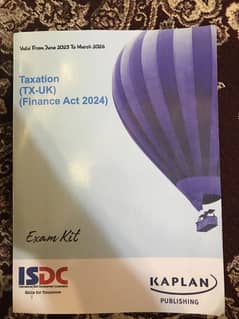 Valid From June 2025 To March 2026
Taxation
(TX-UK)
(Finance Act 2024)
Exam Kit
ISDC
Skills for Tomorrow
KAPLAN
PUBLISHING